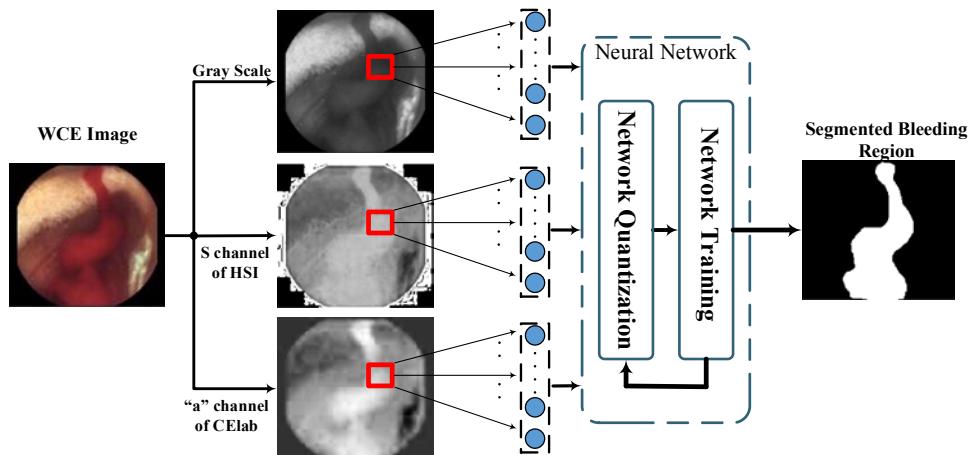 WCE Image
Gray Scale
S channel
of HSI
“a” channel
of CElab
Neural Network
Network Quantization
Network Training
Segmented Bleeding
Region